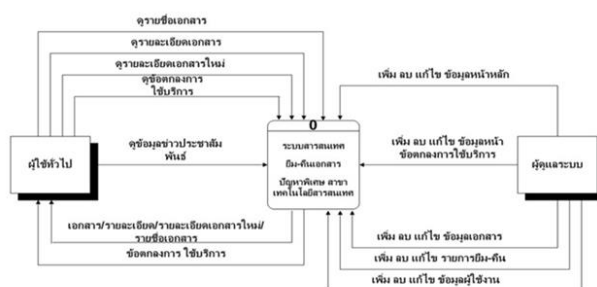 ดูรายชื่อเอกสาร
ดูรายละเอียดเอกสาร
ดูรายละเอียดเอกสารใหม่
ดูข้อตกลงการ
ใช้บริการ
ผู้ใช้ทั่วไป
ดูข้อมูลข่าวประชาสัม
พันธ์
เอกสาร/รายละเอียด/รายละเอียดเอกสารใหม่/
รายชื่อเอกสาร
ข้อตกลงการ ใช้บริการ
0
ระบบสารสนเทศ
ยืม-คืนเอกสาร
ปัญหาพิเศษ สาขา
เทคโนโลยีสารสนเทศ
เพิ่ม ลบ แก้ไข ข้อมูลหน้าหลัก
เพิ่ม ลบ แก้ไข ข้อมูลหน้า
ข้อตกลงการใช้บริการ
ผู้ดูแลระบบ
เพิ่ม ลบ แก้ไข ข้อมูลเอกสาร
เพิ่ม ลบ แก้ไข รายการยืม-คืน
เพิ่ม ลบ แก้ไข ข้อมูลผู้ใช้งาน